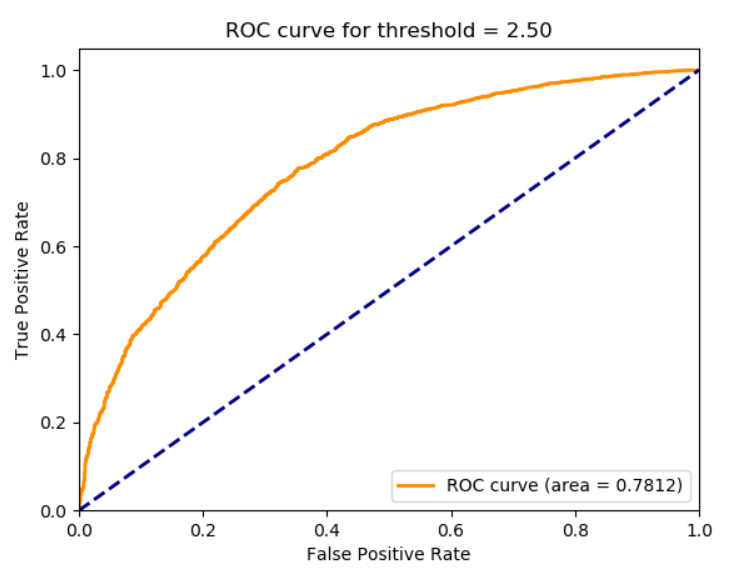 ROC curve for threshold = 2.50
1.0
0.8
0.6
0.4
0.2
0.0
True Positive Rate
ROC curve (area = 0.7812)
0.0 0.2 0.4 0.6 0.8 1.0
False Positive Rate